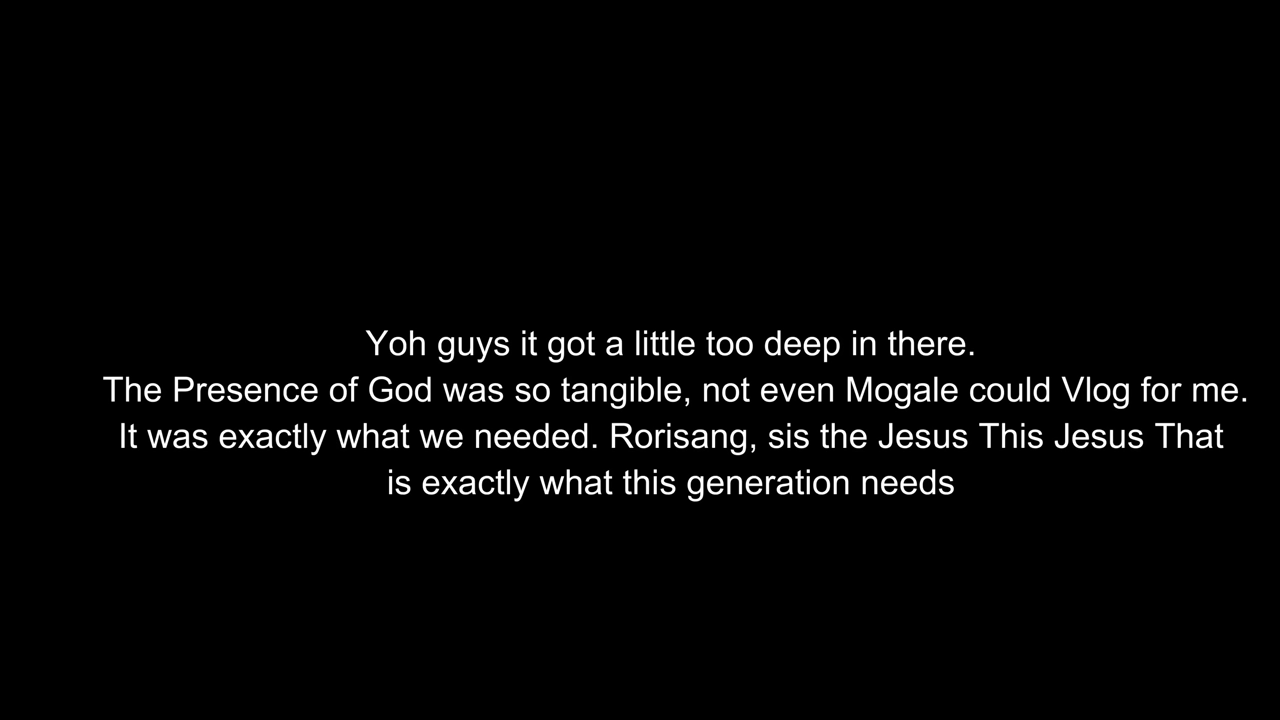 Yoh guys it got a little too deep in there.
The Presence of God was so tangible, not even Mogale could Vlog for me.
It was exactly what we needed. Rorisang, sis the Jesus This Jesus That
is exactly what this generation needs